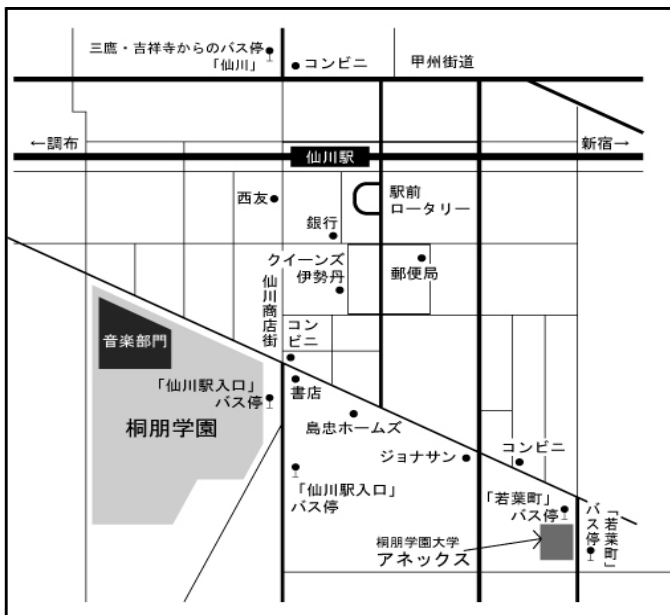 三鷹・吉祥寺からのバス停
「仙川」
コンビニ
甲州街道
←調布
仙川駅
新宿→
西友
駅前
ロータリー
銀行
クイーンズ
伊勢丹
郵便局
仙川商店街
コン
ビニ
音楽部門
「仙川駅入口」
バス停
書店
桐朋学園
島忠ホームズ
ジョナサン
コンビニ
「仙川駅入口」
バス停
「若葉町」
バス停
「若葉町」
バス停
桐朋学園大学
アネックス